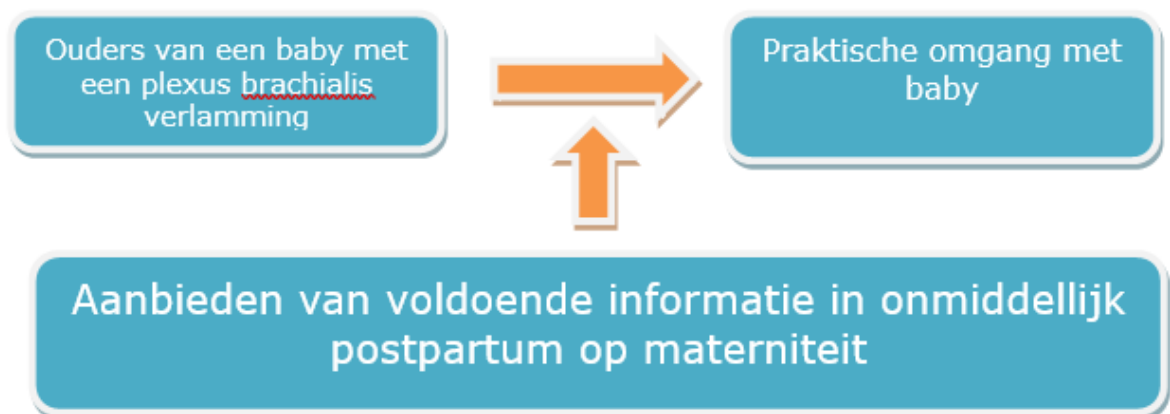 Ouders van een baby met
een plexus brachialis
verlamming
Praktische omgang met
baby
Aanbieden van voldoende informatie in onmiddellijk
postpartum op materniteit